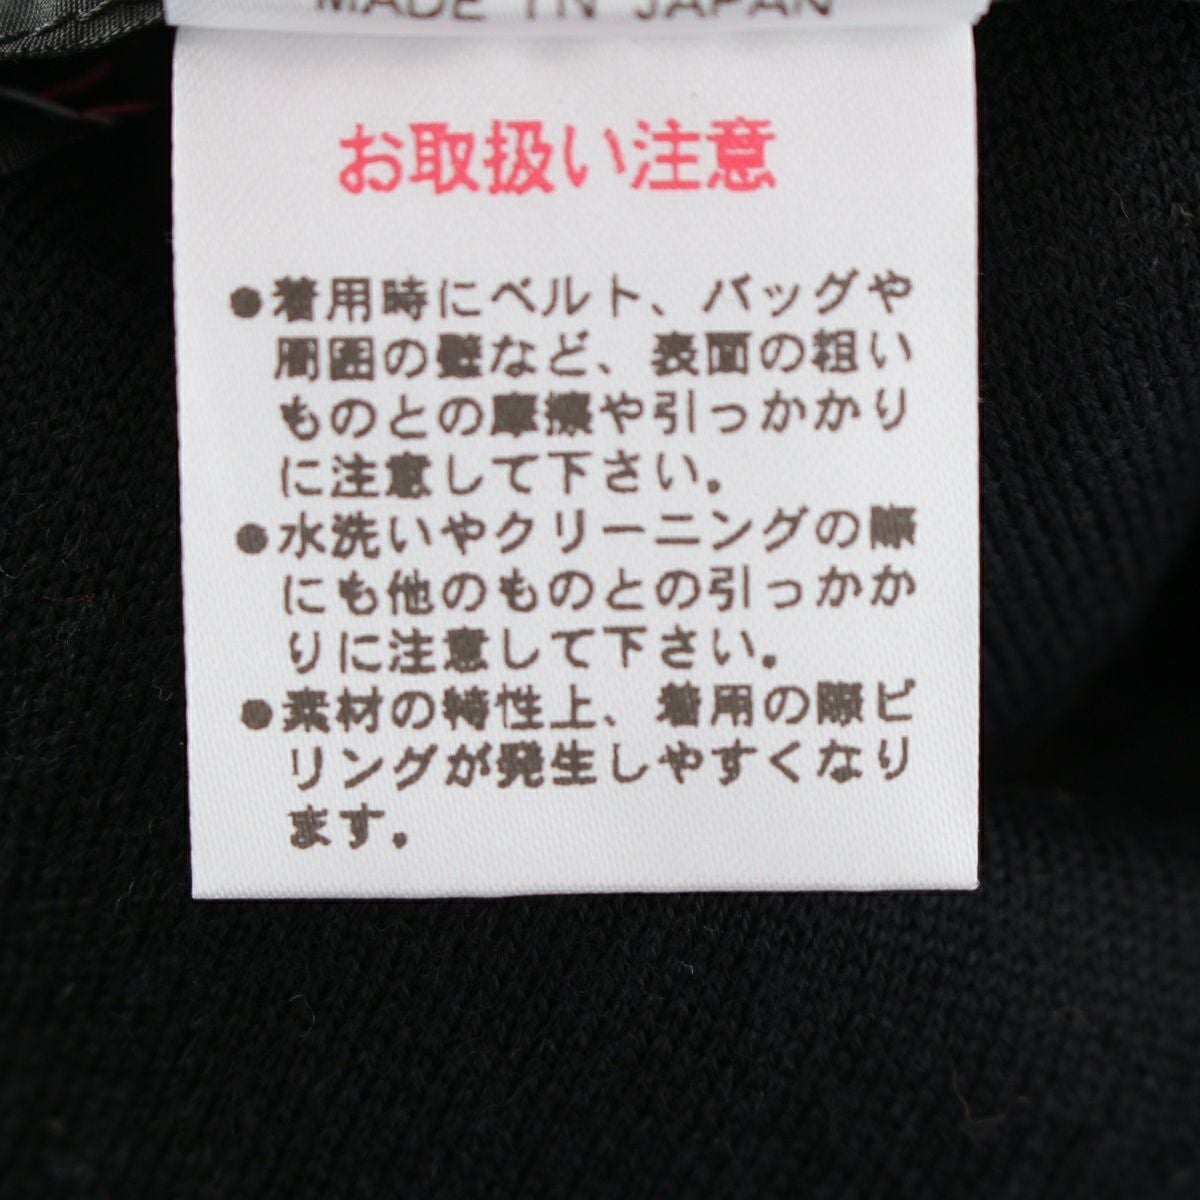 MADE IN JAPAN
お取扱い注意
●着用時にベルト、バッグや
周囲の壁など、表面の粗い
ものとの摩擦や引っかかり
に注意して下さい。
●水洗いやクリーニングの際
にも他のものとの引っかか
りに注意して下さい。
●素材の特性上、着用の際ピ
リングが発生しやすくなり
ます。